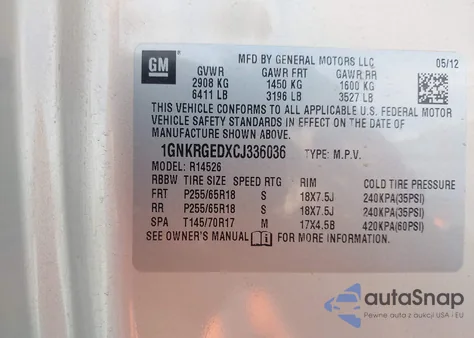 GM
MFD BY GENERAL MOTORS LLC 05/12
GVWR GAWR FRT GAWR RR
2908 KG 1450 KG 1600 KG
6411 LB 3196 LB 3527 LB
THIS VEHICLE CONFORMS TO ALL APPLICABLE U.S. FEDERAL MOTOR
VEHICLE SAFETY STANDARDS IN EFFECT ON THE DATE OF
MANUFACTURE SHOWN ABOVE.
1GNKRGEDXCJ336036 TYPE: M.P.V.
MODEL: R14526
RBBW TIRE SIZE SPEED RTG RIM COLD TIRE PRESSURE
FRT P255/65R18 S 18X7.5J 240KPA(35PSI)
RR P255/65R18 S 18X7.5J 240KPA(35PSI)
SPA T145/70R17 M 17X4.5B 420KPA(60PSI)
SEE OWNER'S MANUAL FOR MORE INFORMATION.
autoSnap
Pewne auta z aukcji USA i EU